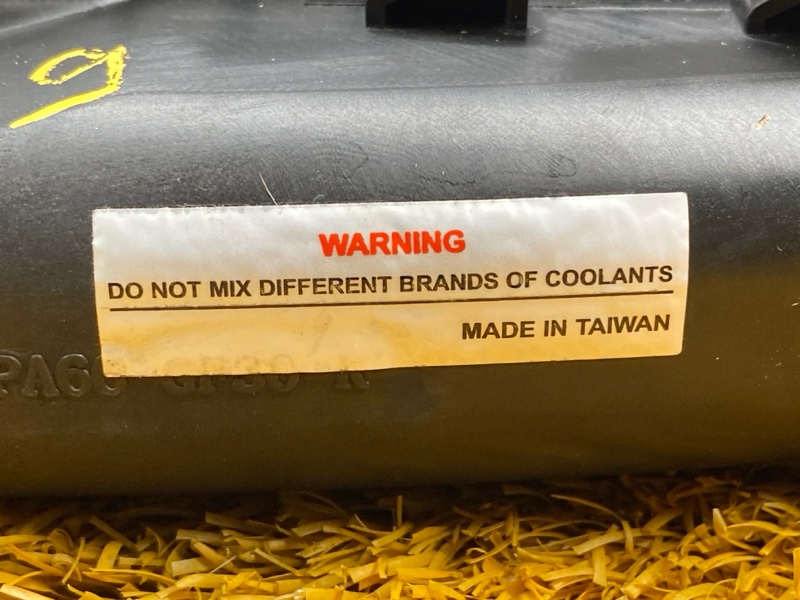 WARNING
DO NOT MIX DIFFERENT BRANDS OF COOLANTS
MADE IN TAIWAN